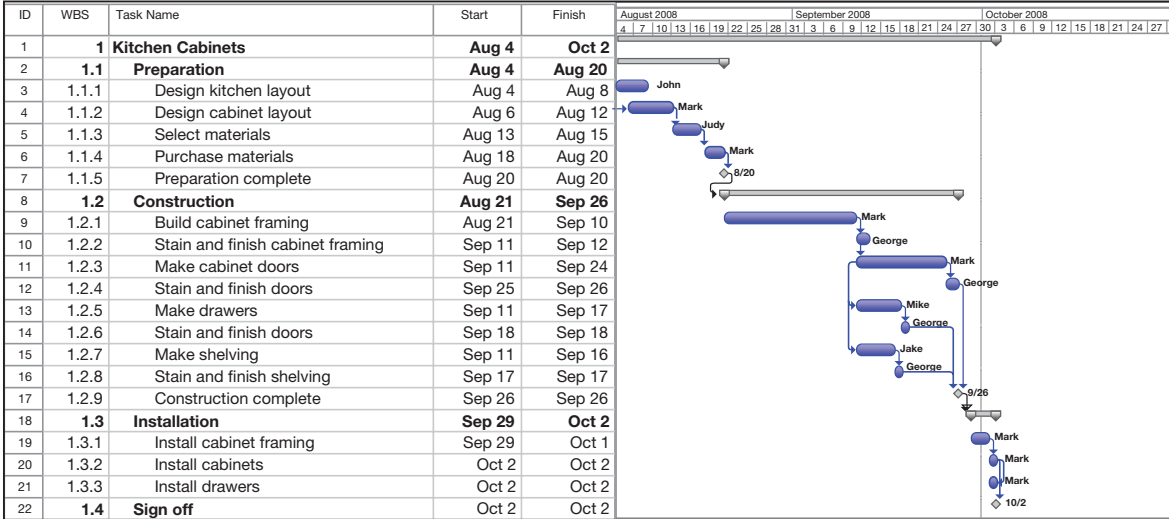 ID WBS Task Name Start Finish August 2008 September 2008 October 2008
4 7 10 13 16 19 22 25 28 31 3 6 9 12 15 18 21 24 27 30 3 6 9 12 15 18 21 24 27
1 1 Kitchen Cabinets Aug 4 Oct 2
2 1.1 Preparation Aug 4 Aug 20
3 1.1.1 Design kitchen layout Aug 4 Aug 8 John
4 1.1.2 Design cabinet layout Aug 6 Aug 12 Mark
5 1.1.3 Select materials Aug 13 Aug 15 Judy
6 1.1.4 Purchase materials Aug 18 Aug 20 Mark
7 1.1.5 Preparation complete Aug 20 Aug 20 8/20
8 1.2 Construction Aug 21 Sep 26
9 1.2.1 Build cabinet framing Aug 21 Sep 10 Mark
10 1.2.2 Stain and finish cabinet framing Sep 11 Sep 12 George
11 1.2.3 Make cabinet doors Sep 11 Sep 24 Mark
12 1.2.4 Stain and finish doors Sep 25 Sep 26 George
13 1.2.5 Make drawers Sep 11 Sep 17 Mike
14 1.2.6 Stain and finish doors Sep 18 Sep 18 George
15 1.2.7 Make shelving Sep 11 Sep 16 Jake
16 1.2.8 Stain and finish shelving Sep 17 Sep 17 George
17 1.2.9 Construction complete Sep 26 Sep 26 9/26
18 1.3 Installation Sep 29 Oct 2
19 1.3.1 Install cabinet framing Sep 29 Oct 1 Mark
20 1.3.2 Install cabinets Oct 2 Oct 2 Mark
21 1.3.3 Install drawers Oct 2 Oct 2 Mark
22 1.4 Sign off Oct 2 Oct 2 10/2